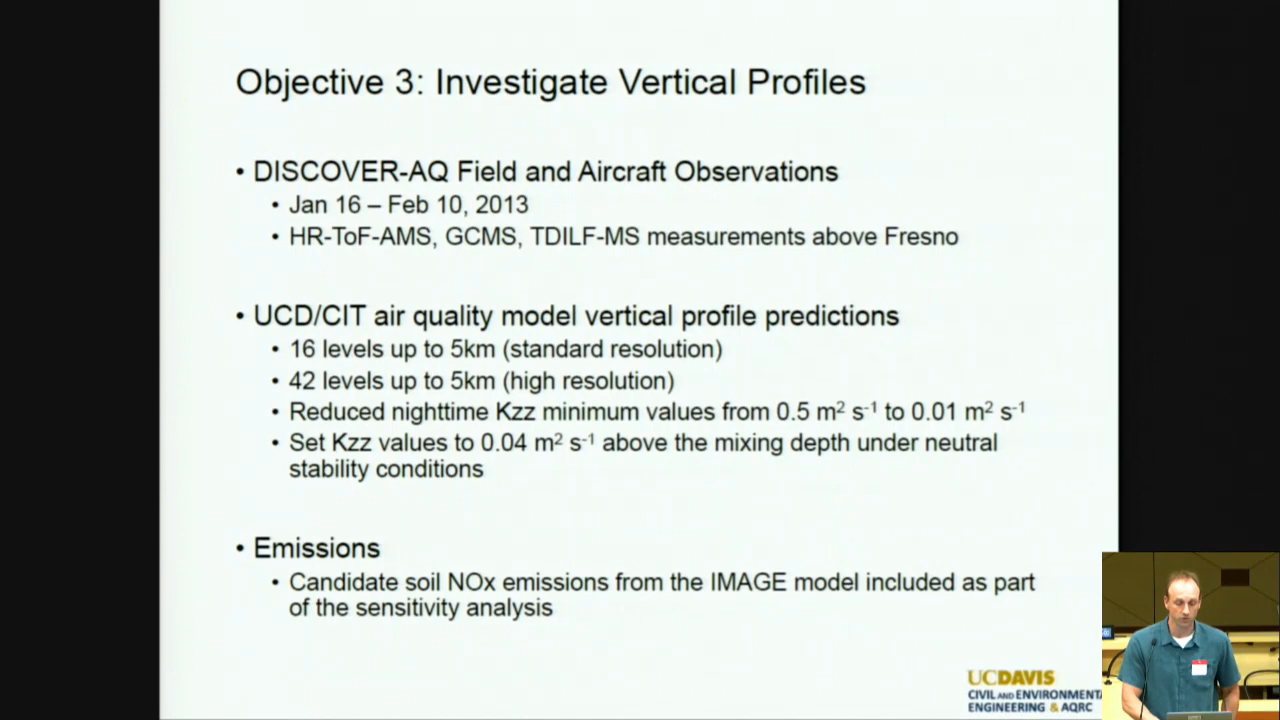 Objective 3: Investigate Vertical Profiles
• DISCOVER-AQ Field and Aircraft Observations
• Jan 16 – Feb 10, 2013
• HR-ToF-AMS, GCMS, TDILF-MS measurements above Fresno
• UCD/CIT air quality model vertical profile predictions
• 16 levels up to 5km (standard resolution)
• 42 levels up to 5km (high resolution)
• Reduced nighttime Kzz minimum values from 0.5 m² s⁻¹ to 0.01 m² s⁻¹
• Set Kzz values to 0.04 m² s⁻¹ above the mixing depth under neutral
stability conditions
• Emissions
• Candidate soil NOx emissions from the IMAGE model included as part
of the sensitivity analysis
UCDAVIS
CIVIL AND ENVIRONMENTA
ENGINEERING & AQRC